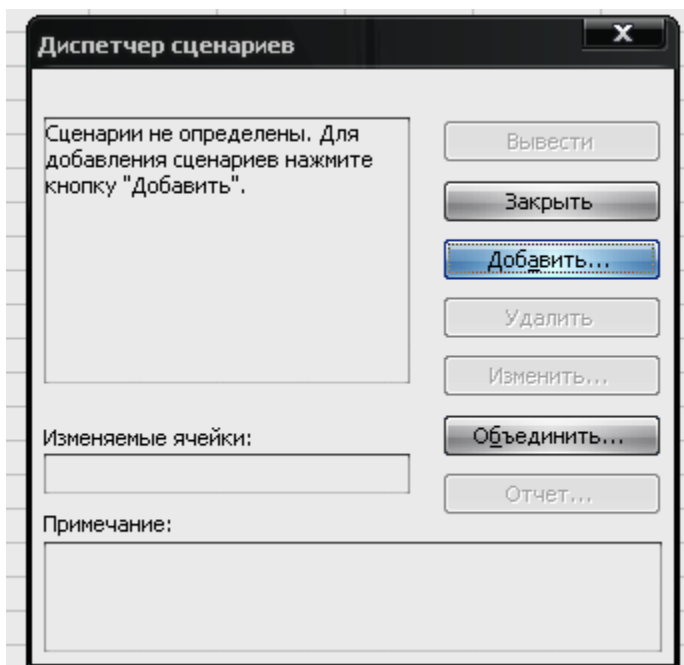 Диспетчер сценариев
X
Сценарии не определены. Для
добавления сценариев нажмите
кнопку "Добавить".
Вывести
Закрыть
Добавить...
Удалить
Изменить...
Изменяемые ячейки:
Объединить...
Отчет...
Примечание: